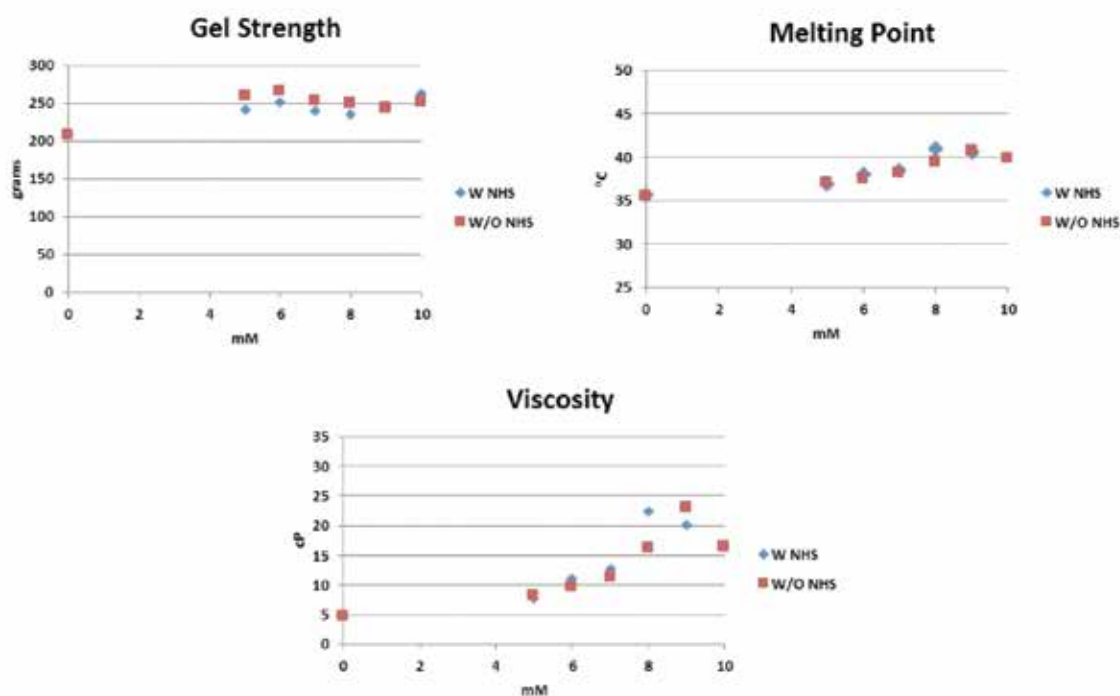 Gel Strength
300
250
200
150
100
50
0
grams
0 2 4 6 8 10
mM
W NHS
W/O NHS
Melting Point
50
45
40
35
30
25
°C
0 2 4 6 8 10
mM
W NHS
W/O NHS
Viscosity
35
30
25
20
15
10
5
0
cP
0 2 4 6 8 10
mM
W NHS
W/O NHS